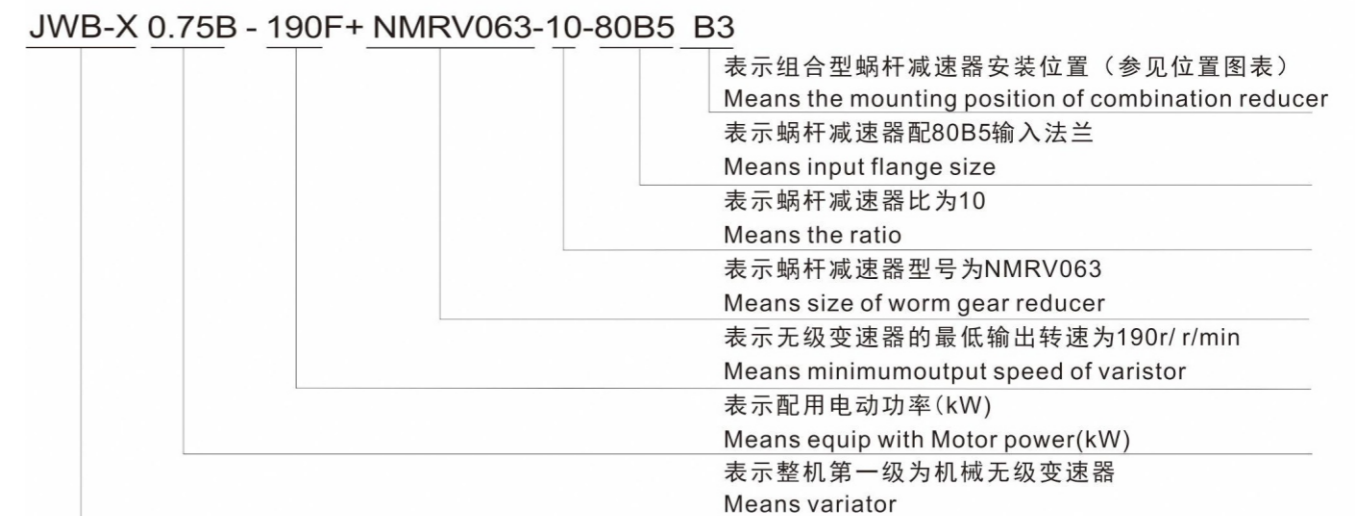 JWB-X 0.75B - 190F+ NMRV063-10-80B5 B3
表示组合型蜗杆减速器安装位置（参见位置图表）
Means the mounting position of combination reducer
表示蜗杆减速器配80B5输入法兰
Means input flange size
表示蜗杆减速器比为10
Means the ratio
表示蜗杆减速器型号为NMRV063
Means size of worm gear reducer
表示无级变速器的最低输出转速为190r/ r/min
Means minimumoutput speed of varistor
表示配用电动功率(kW)
Means equip with Motor power(kW)
表示整机第一级为机械无级变速器
Means variator